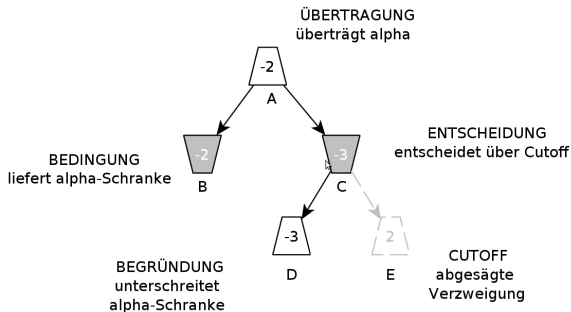 ÜBERTRAGUNG
überträgt alpha
-2
A
ENTSCHEIDUNG
entscheidet über Cutoff
BEDINGUNG
liefert alpha-Schranke
-2
B
-3
C
BEGRÜNDUNG
unterschreitet
alpha-Schranke
-3
D
2
E
CUTOFF
abgesägte
Verzweigung